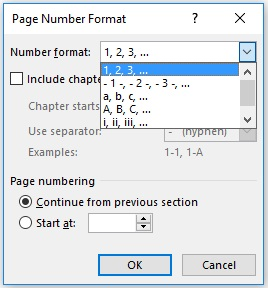 Page Number Format
Number format: 1, 2, 3, ...
1, 2, 3, ...
- 1 -, - 2 -, - 3 -, ...
a, b, c, ...
A, B, C, ...
i, ii, iii, ...
Include chapte
Chapter starts
Use separator: - (hyphen)
Examples: 1-1, 1-A
Page numbering
Continue from previous section
Start at:
OK Cancel